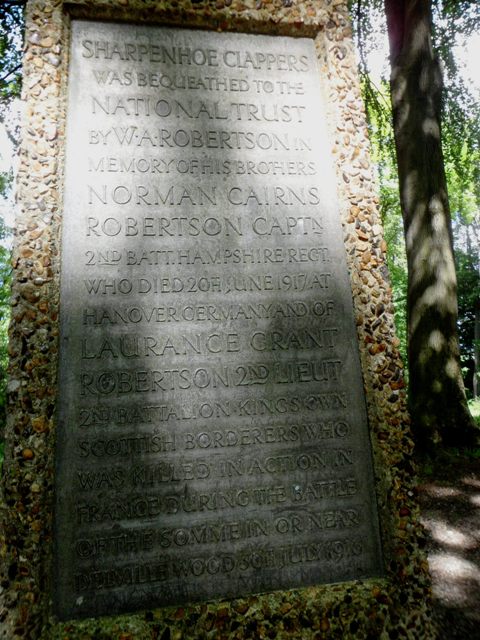 SHARPENHOE CLAPPERS
WAS BEQUEATHED TO THE
NATIONAL TRUST
BY W.A.ROBERTSON IN
MEMORY OF HIS BROTHERS
NORMAN CAIRNS
ROBERTSON CAPTN
2ND BATT. HAMPSHIRE REGT.
WHO DIED 20TH JUNE 1917 AT
HANOVER GERMANY AND OF
LAURANCE GRANT
ROBERTSON 2ND LIEUT
2ND BATTALION KINGS OWN
SCOTTISH BORDERERS WHO
WAS KILLED IN ACTION IN
FRANCE DURING THE BATTLE
OF THE SOMME IN OR NEAR
DELVILLE WOOD 30TH JULY 1916